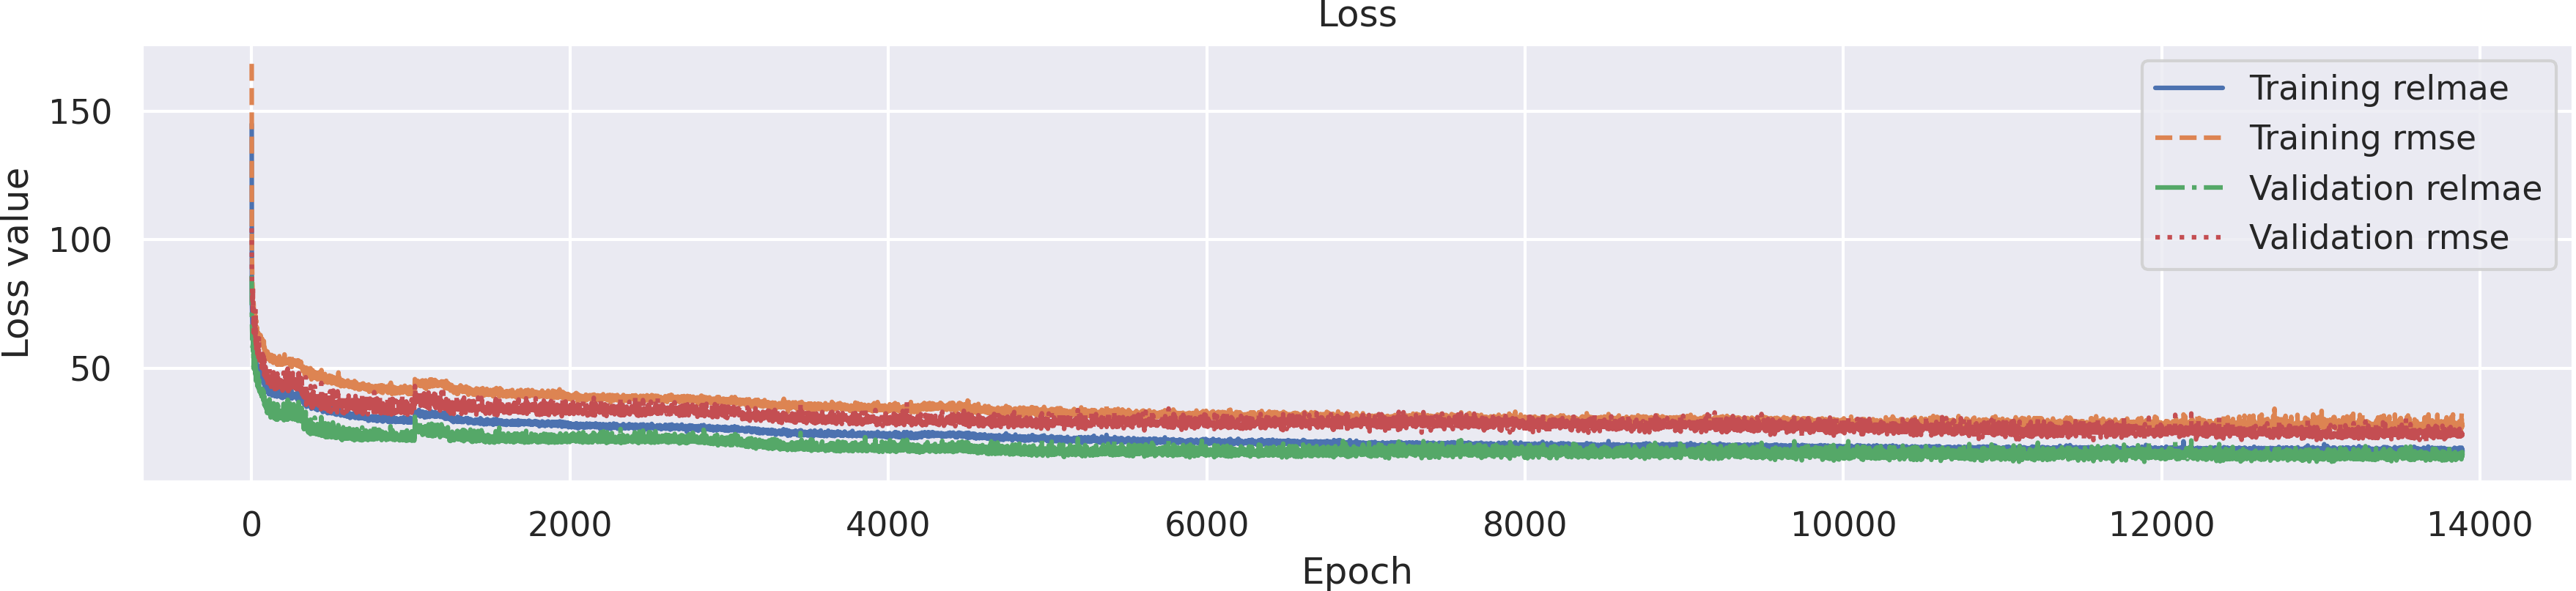 Loss
Loss value
150
100
50
Training relmae
Training rmse
Validation relmae
Validation rmse
0 2000 4000 6000 8000 10000 12000 14000
Epoch